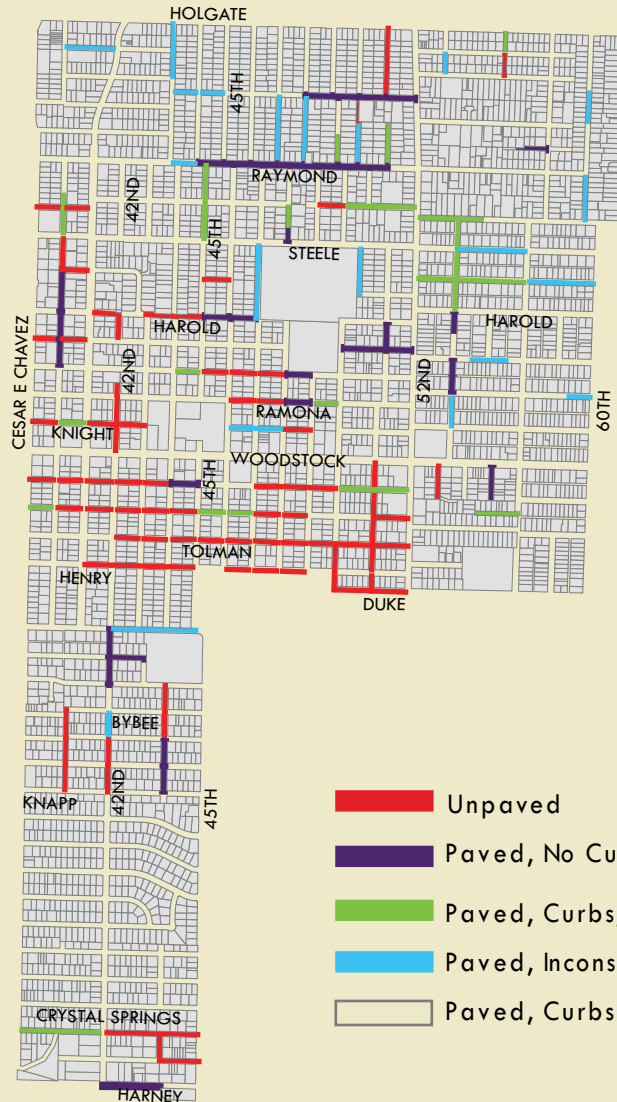 HOLGATE
45TH
RAYMOND
42ND
45TH
STEELE
HAROLD
HAROLD
CESAR E CHAVEZ
42ND
52ND
60TH
RAMONA
KNIGHT
WOODSTOCK
45TH
TOLMAN
HENRY
DUKE
BYBEE
42ND
KNAPP
45TH
Unpaved
Paved, No Cu
Paved, Curbs,
Paved, Incons
Paved, Curbs
CRYSTAL SPRINGS
HARNEY